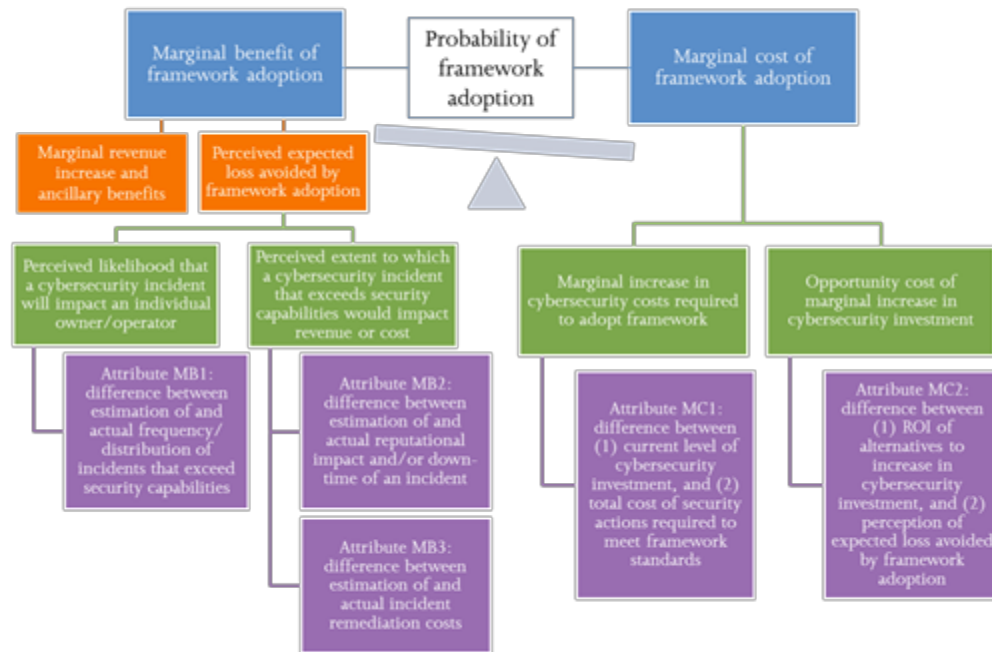 Marginal benefit of
framework adoption
Probability of
framework
adoption
Marginal cost of
framework adoption
Marginal revenue
increase and
ancillary benefits
Perceived expected
loss avoided by
framework adoption
Perceived likelihood that
a cybersecurity incident
will impact an individual
owner/operator
Perceived extent to which
a cybersecurity incident
that exceeds security
capabilities would impact
revenue or cost
Marginal increase in
cybersecurity costs required
to adopt framework
Opportunity cost of
marginal increase in
cybersecurity investment
Attribute MB1:
difference between
estimation of and
actual frequency/
distribution of
incidents that exceed
security capabilities
Attribute MB2:
difference between
estimation of and
actual reputational
impact and/or down-
time of an incident
Attribute MB3:
difference between
estimation of and
actual incident
remediation costs
Attribute MC1:
difference between
(1) current level of
cybersecurity
investment, and (2)
total cost of security
actions required to
meet framework
standards
Attribute MC2:
difference between
(1) ROI of
alternatives to
increase in
cybersecurity
investment, and (2)
perception of
expected loss avoided
by framework
adoption